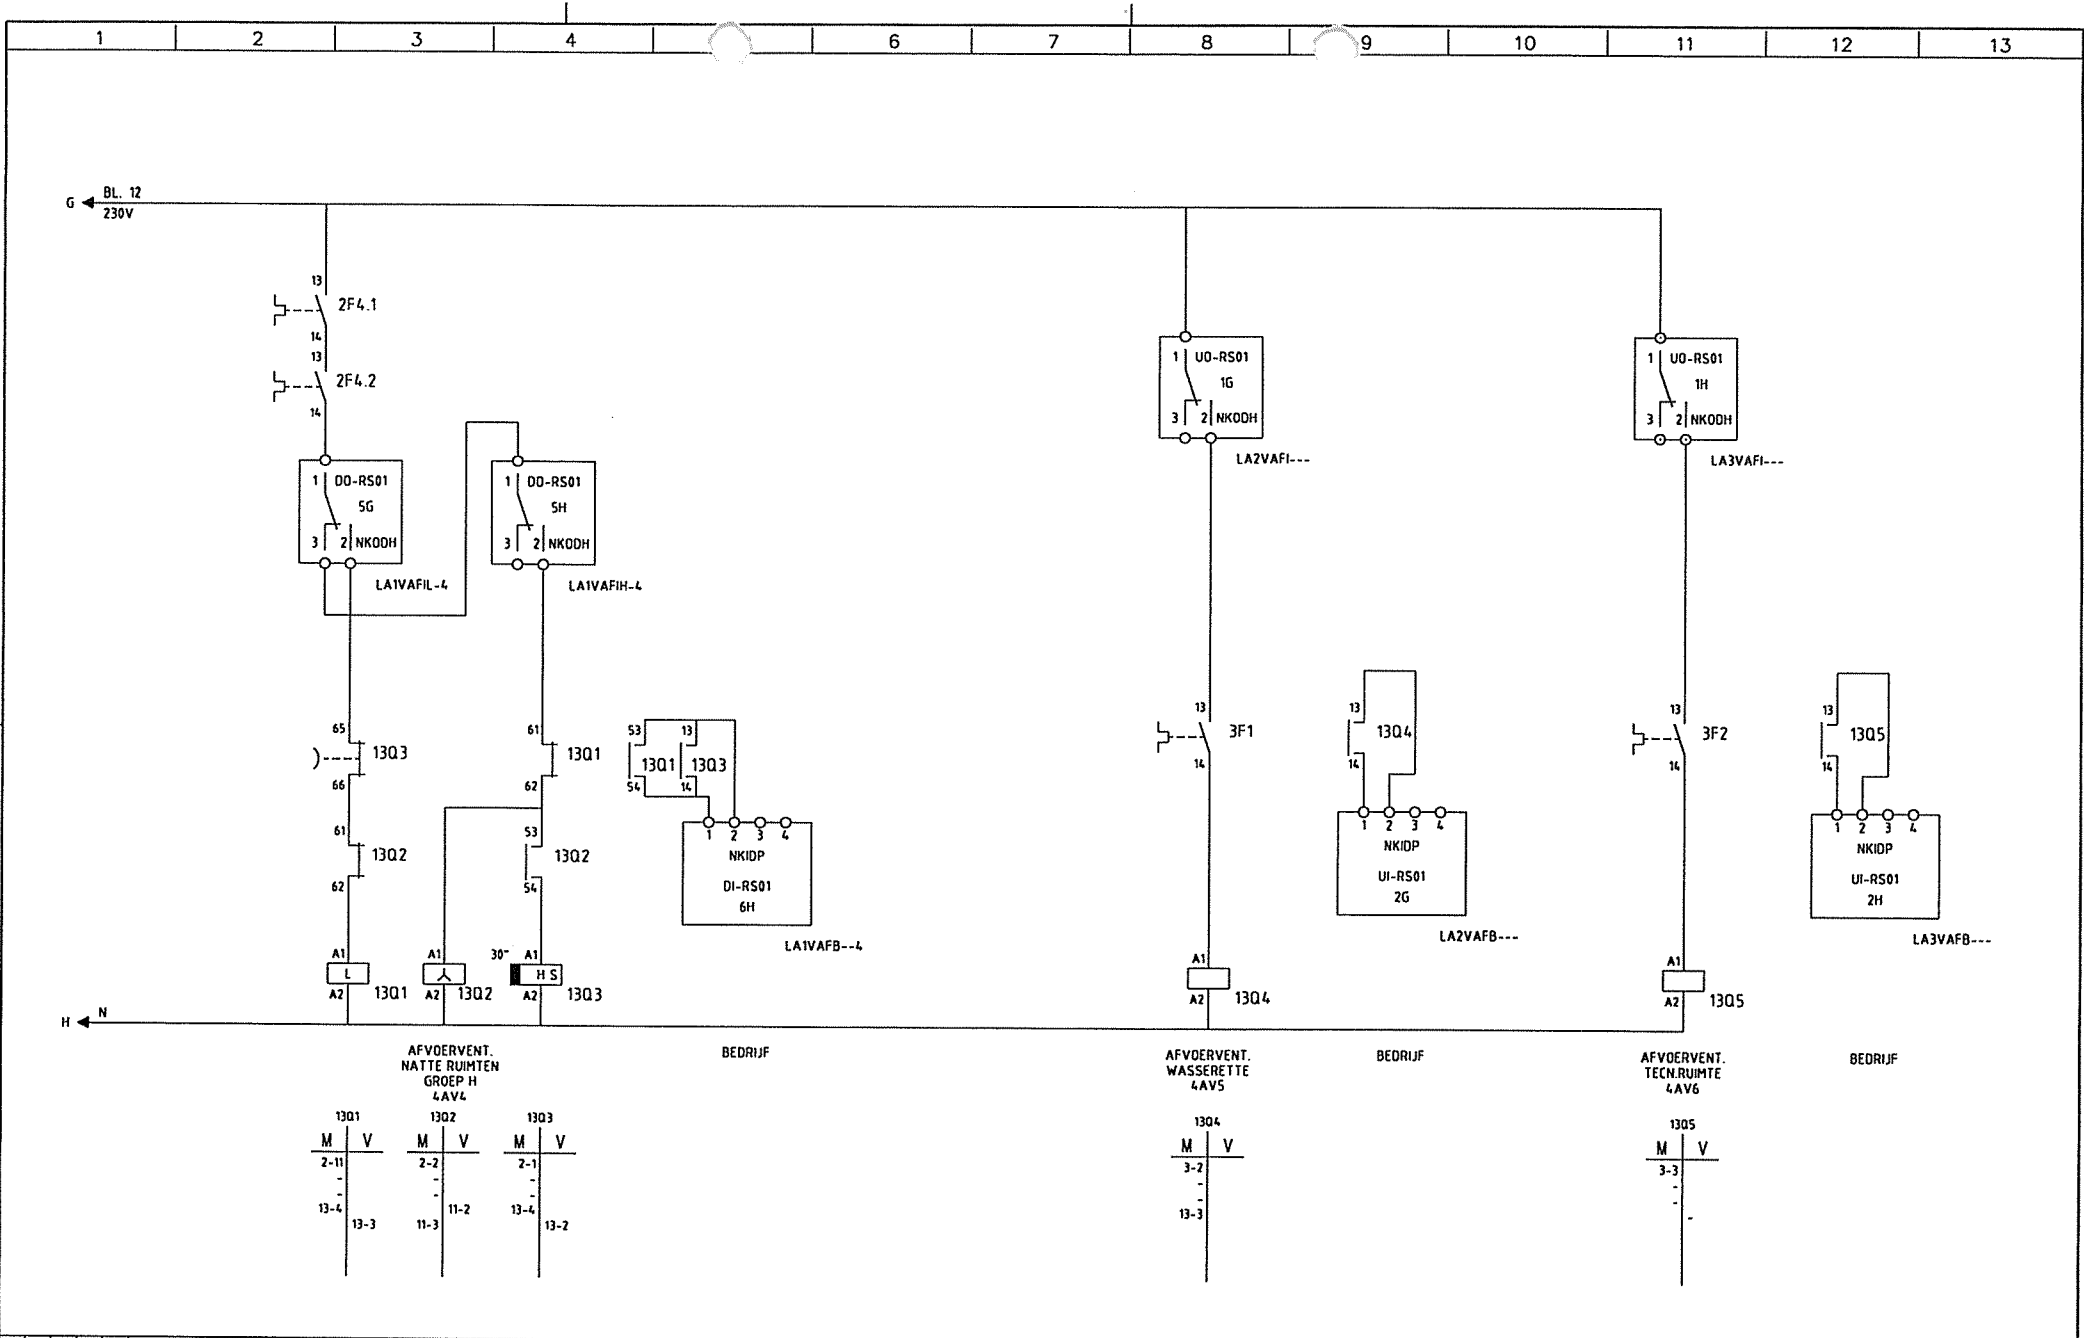 1 2 3 4 6 7 8 9 10 11 12 13
G BL. 12
230V
13
2F4.1
14
13
2F4.2
14
1 DO-RS01
5G
3 2 NKODH
LA1VAFIL-4
1 DO-RS01
5H
3 2 NKODH
LA1VAFIH-4
1 UO-RS01
1G
3 2 NKODH
LA2VAFI---
1 UO-RS01
1H
3 2 NKODH
LA3VAFI---
65
13Q3
66
61
13Q2
62
A1
L
A2 13Q1
61
13Q1
62
53
13Q2
54
A1
A2 13Q2
30" A1
H S
A2 13Q3
53 13
13Q1 13Q3
54 14
1 2 3 4
NKIDP
DI-RS01
6H
LA1VAFB--4
13
3F1
14
A1
A2 13Q4
13
13Q4
14
1 2 3 4
NKIDP
UI-RS01
2G
LA2VAFB---
13
3F2
14
A1
A2 13Q5
13
13Q5
14
1 2 3 4
NKIDP
UI-RS01
2H
LA3VAFB---
H N
AFVOERVENT.
NATTE RUIMTEN
GROEP H
4AV4
BEDRIJF
AFVOERVENT.
WASSERETTE
4AV5
BEDRIJF
AFVOERVENT.
TECN.RUIMTE
4AV6
BEDRIJF
13Q1
M V
2-11
-
-
13-4
13-3
13Q2
M V
2-2
-
-
11-2
11-3
13Q3
M V
2-1
-
-
13-4
13-2
13Q4
M V
3-2
-
-
13-3
13Q5
M V
3-3
-
-
-